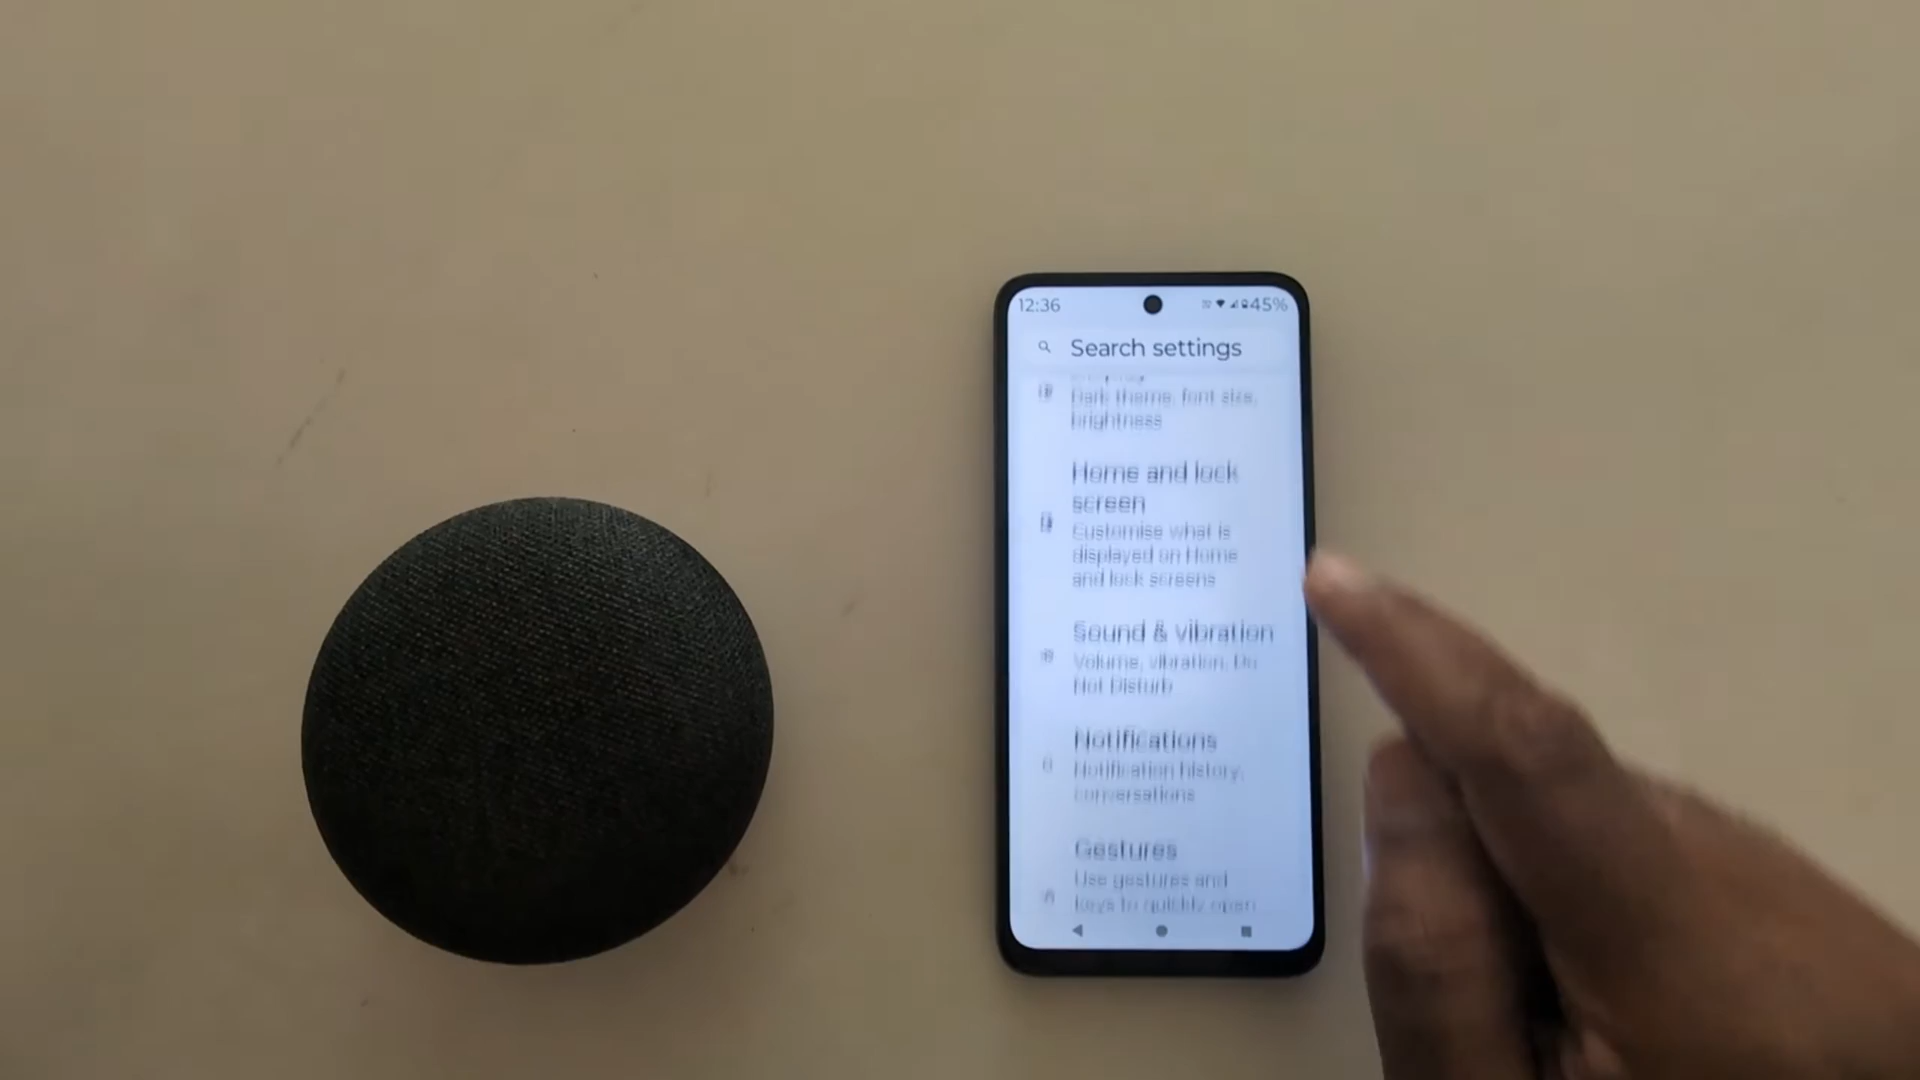 12:36
45%
Search settings
Dark theme, font size,
brightness
Home and lock
screen
Customise what is
displayed on Home
and lock screens
Sound & vibration
Volume, vibration, Do
Not Disturb
Notifications
Notification history,
conversations
Gestures
Use gestures and
keys to quickly open